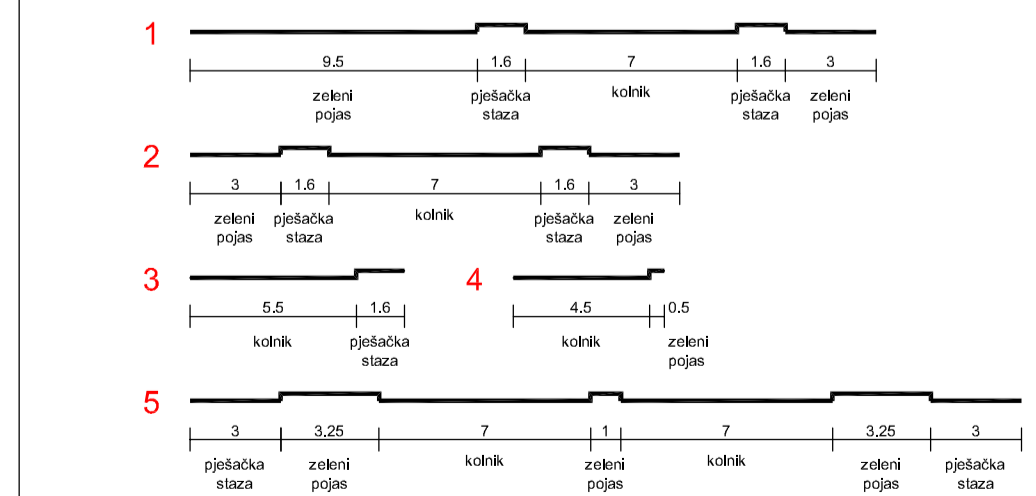 1
9.5 1.6 7 1.6 3
zeleni pješačka kolnik pješačka zeleni
pojas staza staza pojas
2
3 1.6 7 1.6 3
zeleni pješačka kolnik pješačka zeleni
pojas staza staza pojas
3 4
5.5 1.6 4.5 0.5
kolnik pješačka kolnik zeleni
staza pojas
5
3 3.25 7 1 7 3.25 3
pješačka zeleni kolnik zeleni kolnik zeleni pješačka
staza pojas pojas pojas staza